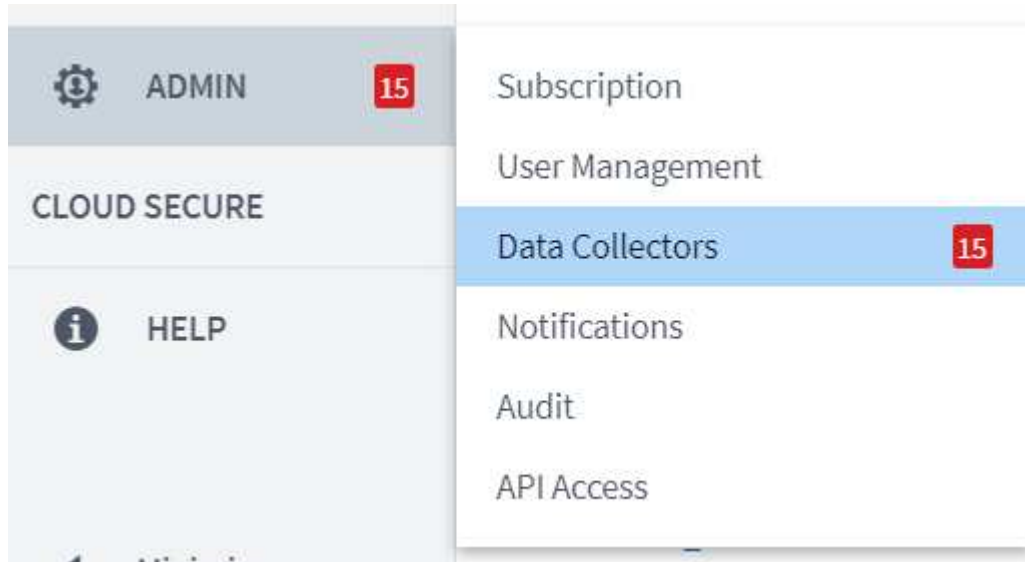 ADMIN 15
CLOUD SECURE
HELP
Subscription
User Management
Data Collectors 15
Notifications
Audit
API Access